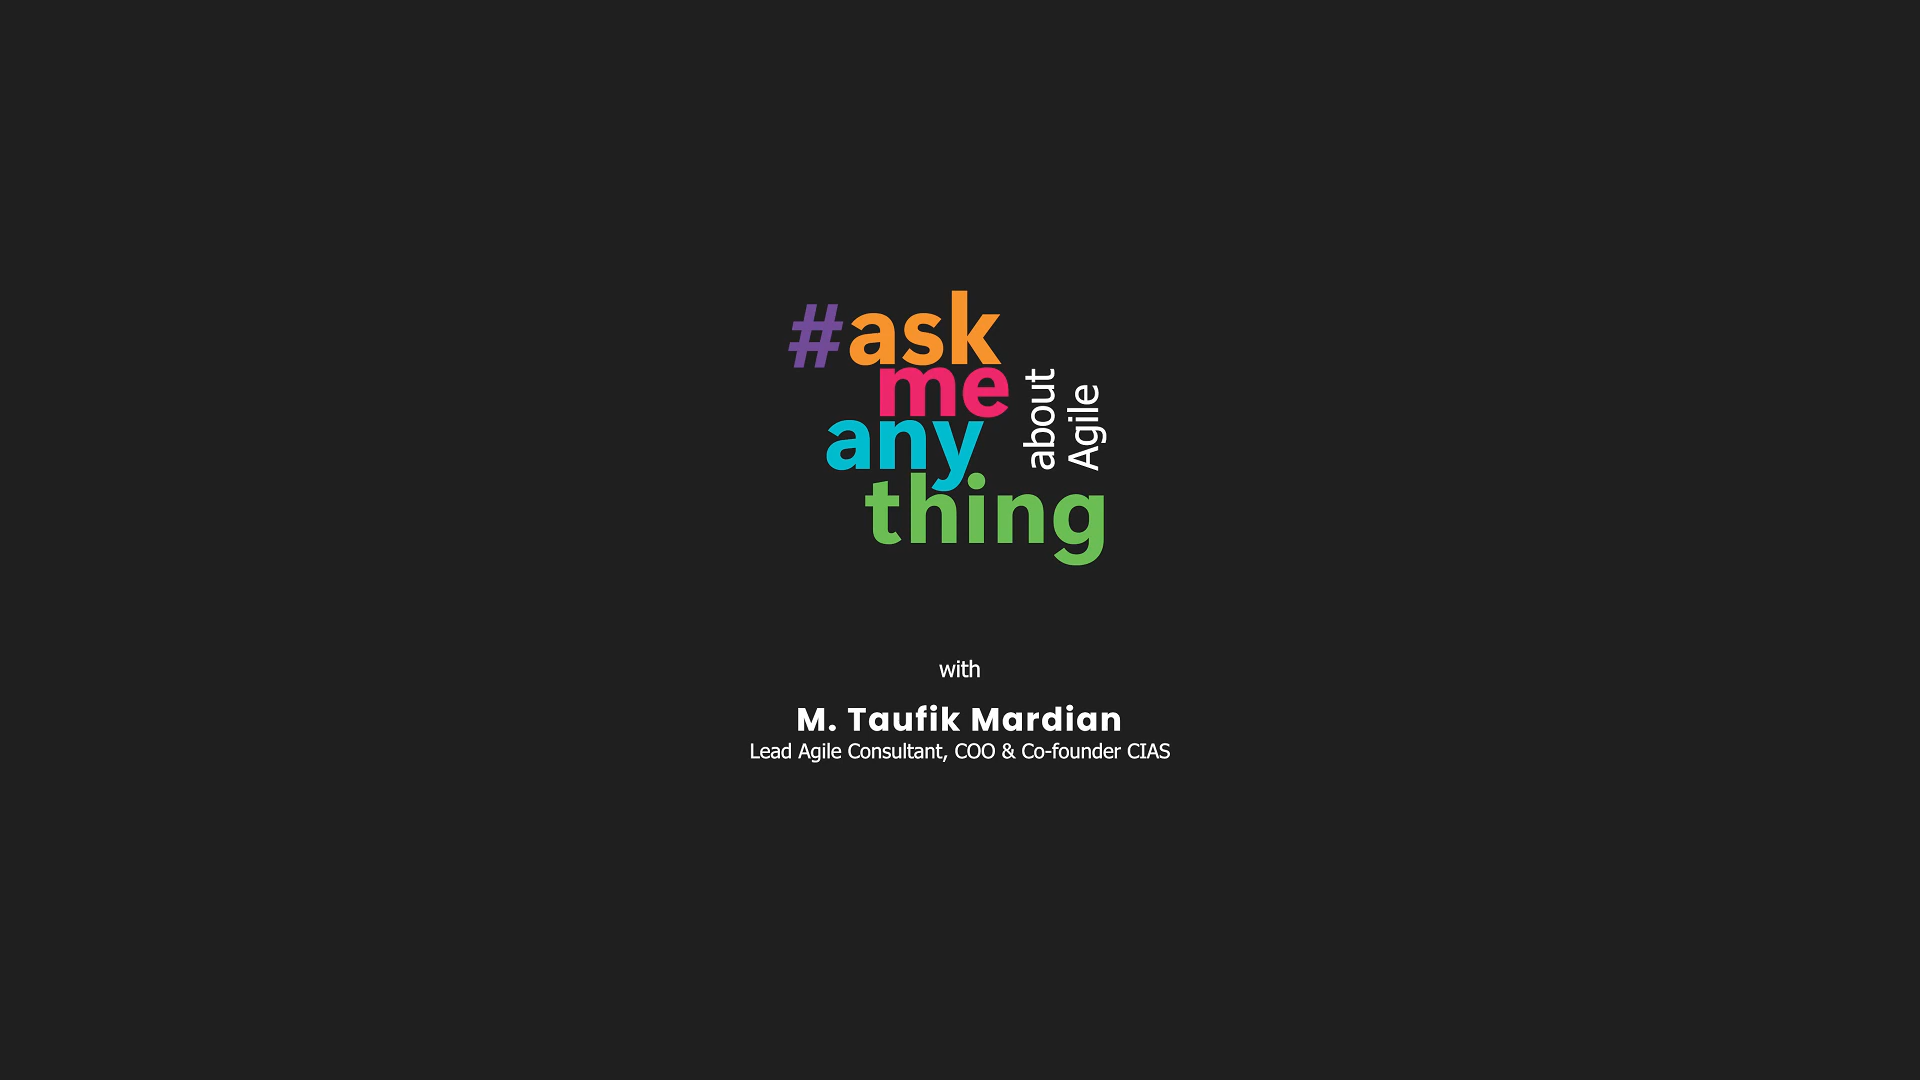 #ask
me
any
thing
about
Agile
with
M. Taufik Mardian
Lead Agile Consultant, COO & Co-founder CIAS